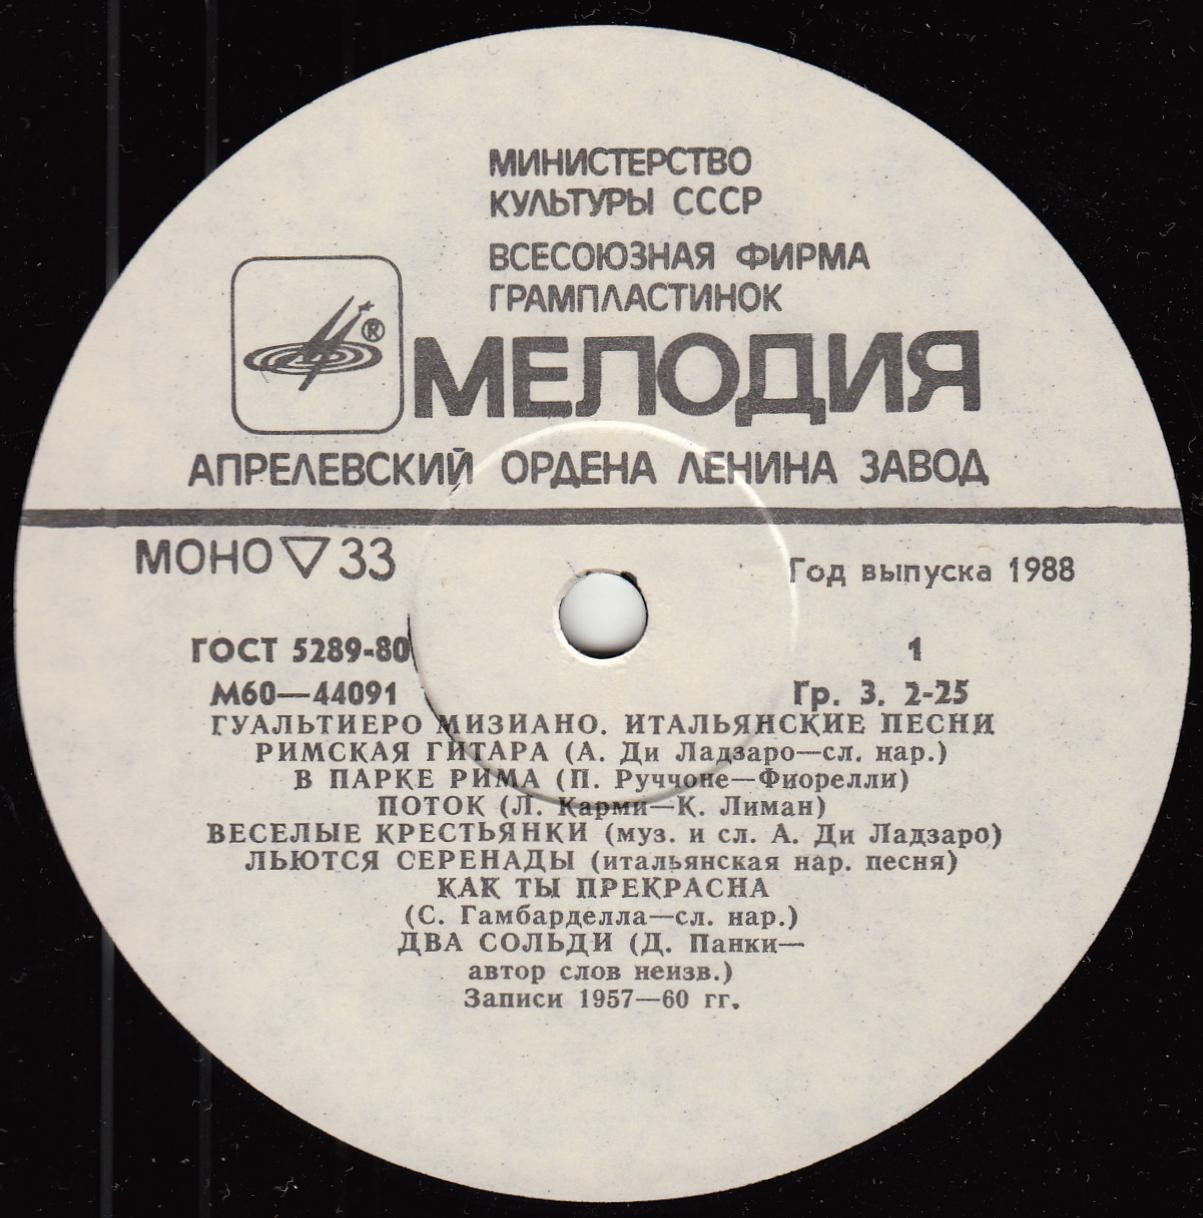 МИНИСТЕРСТВО
КУЛЬТУРЫ СССР
ВСЕСОЮЗНАЯ ФИРМА
ГРАМПЛАСТИНОК
®
МЕЛОДИЯ
АПРЕЛЕВСКИЙ ОРДЕНА ЛЕНИНА ЗАВОД
МОНО ▽ 33
Год выпуска 1988
ГОСТ 5289-80 1
М60—44091 Гр. 3. 2-25
ГУАЛЬТИЕРО МИЗИАНО. ИТАЛЬЯНСКИЕ ПЕСНИ
РИМСКАЯ ГИТАРА (А. Ди Ладзаро—сл. нар.)
В ПАРКЕ РИМА (П. Руччоне—Фиорелли)
ПОТОК (Л. Карми—К. Лиман)
ВЕСЕЛЫЕ КРЕСТЬЯНКИ (муз. и сл. А. Ди Ладзаро)
ЛЬЮТСЯ СЕРЕНАДЫ (итальянская нар. песня)
КАК ТЫ ПРЕКРАСНА
(С. Гамбарделла—сл. нар.)
ДВА СОЛЬДИ (Д. Панки—
автор слов неизв.)
Записи 1957—60 гг.